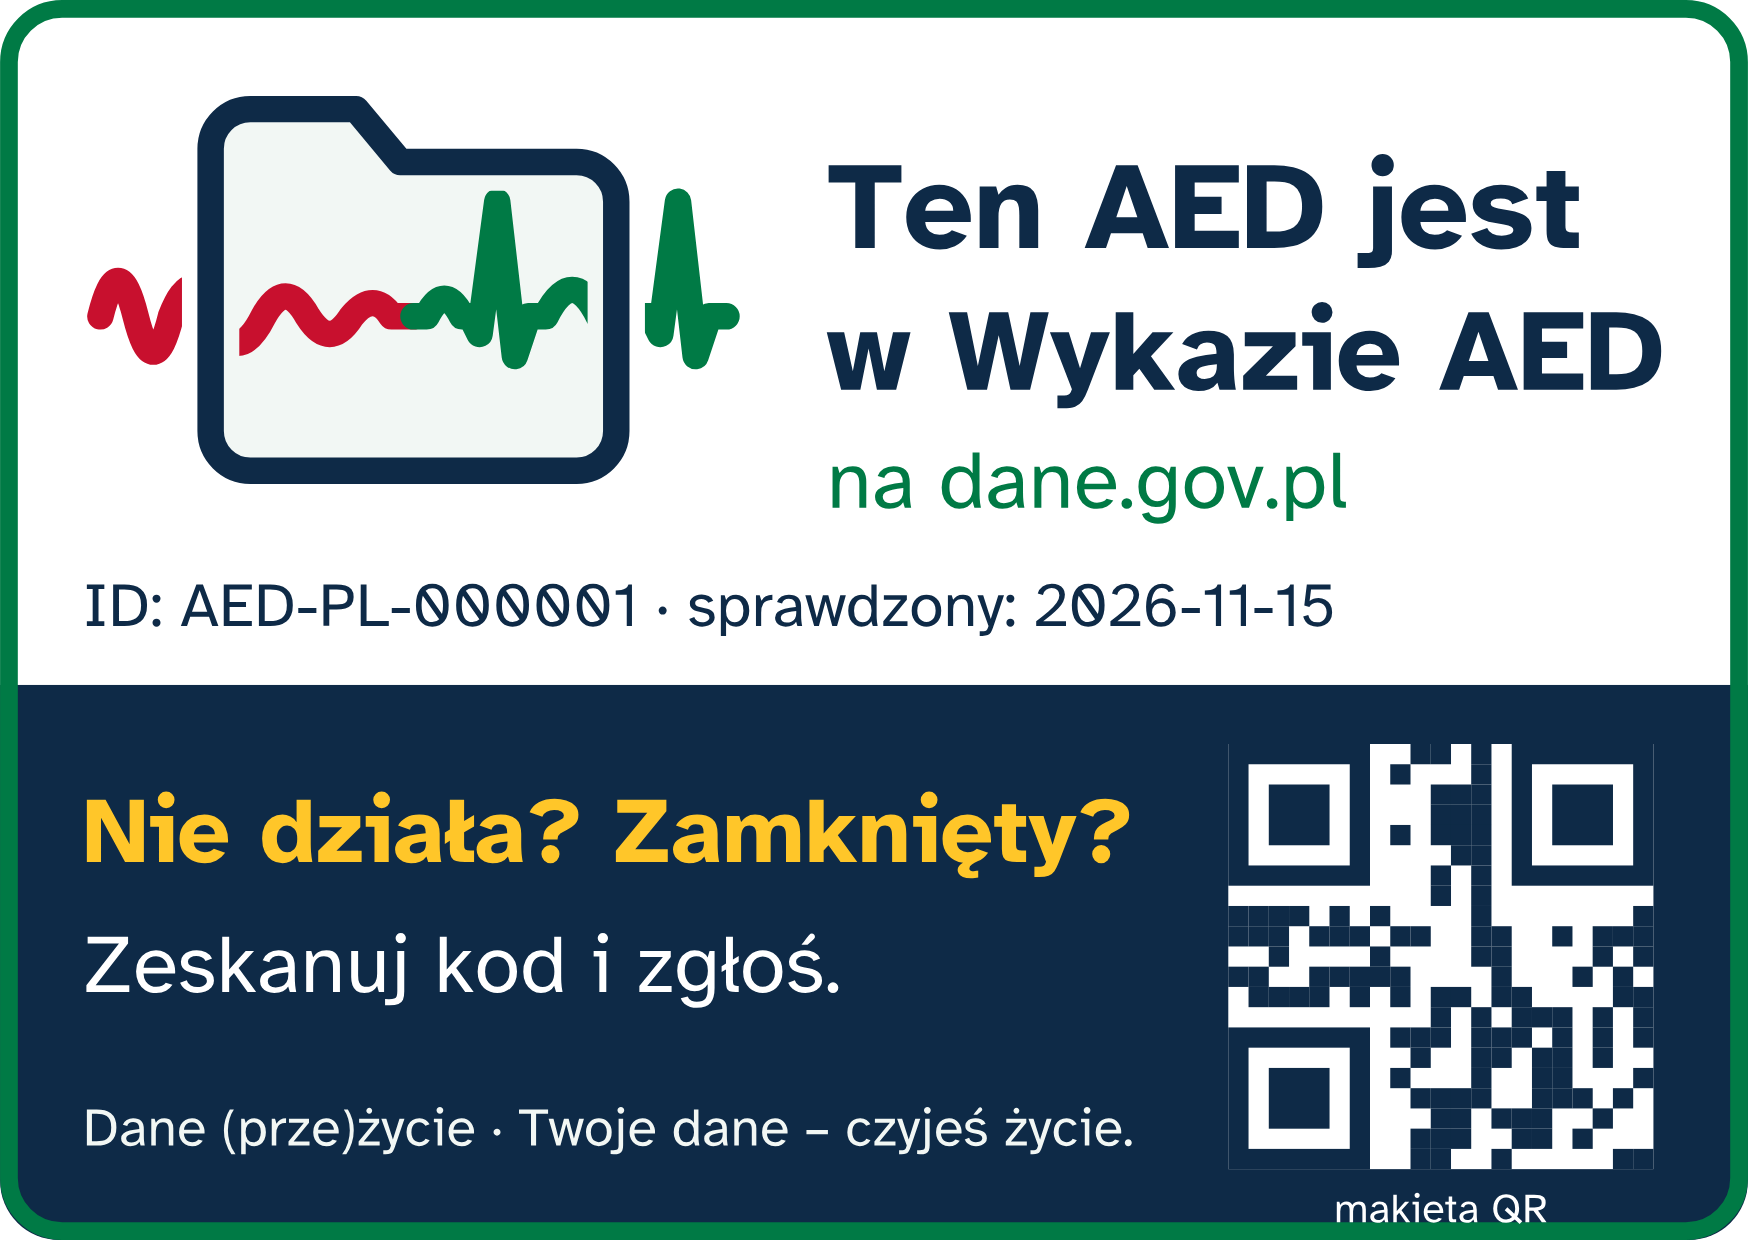 Ten AED jest
w Wykazie AED
na dane.gov.pl
ID: AED-PL-000001 · sprawdzony: 2026-11-15
Nie działa? Zamknięty?
Zeskanuj kod i zgłoś.
Dane (prze)życie · Twoje dane – czyjeś życie.
makieta QR